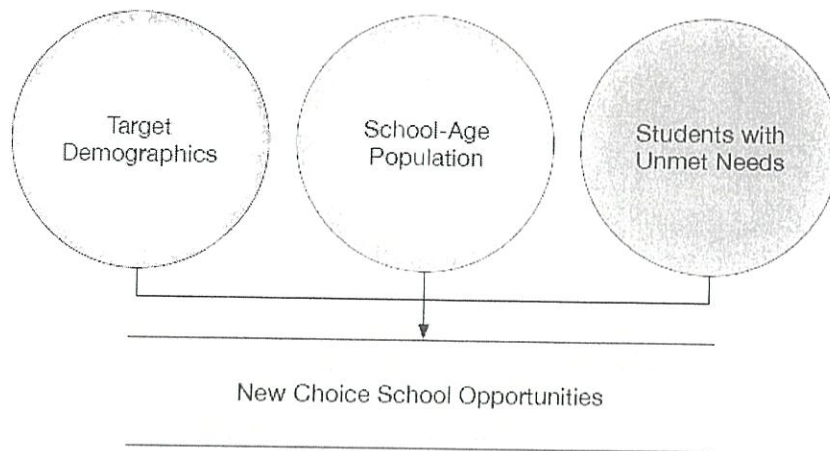 Target
Demographics
School-Age
Population
Students with
Unmet Needs
New Choice School Opportunities